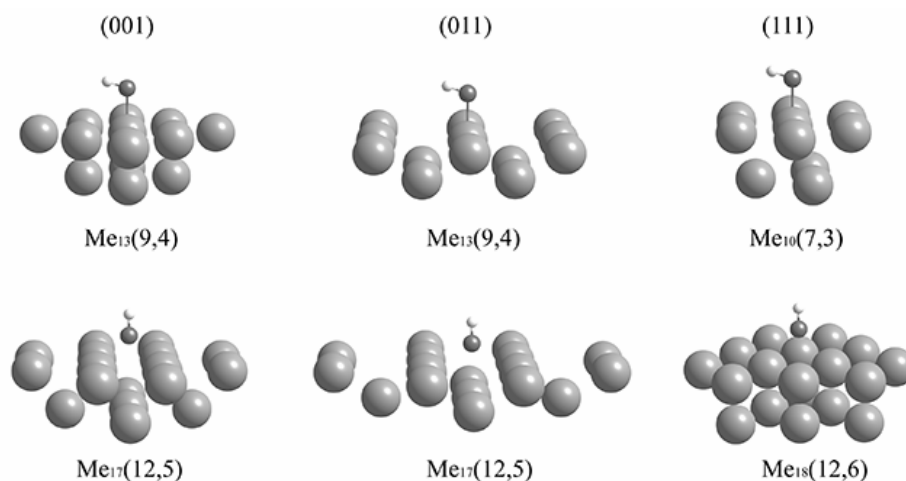 (001) (011) (111)
Me₁₃(9,4) Me₁₃(9,4) Me₁₀(7,3)
Me₁₇(12,5) Me₁₇(12,5) Me₁₈(12,6)